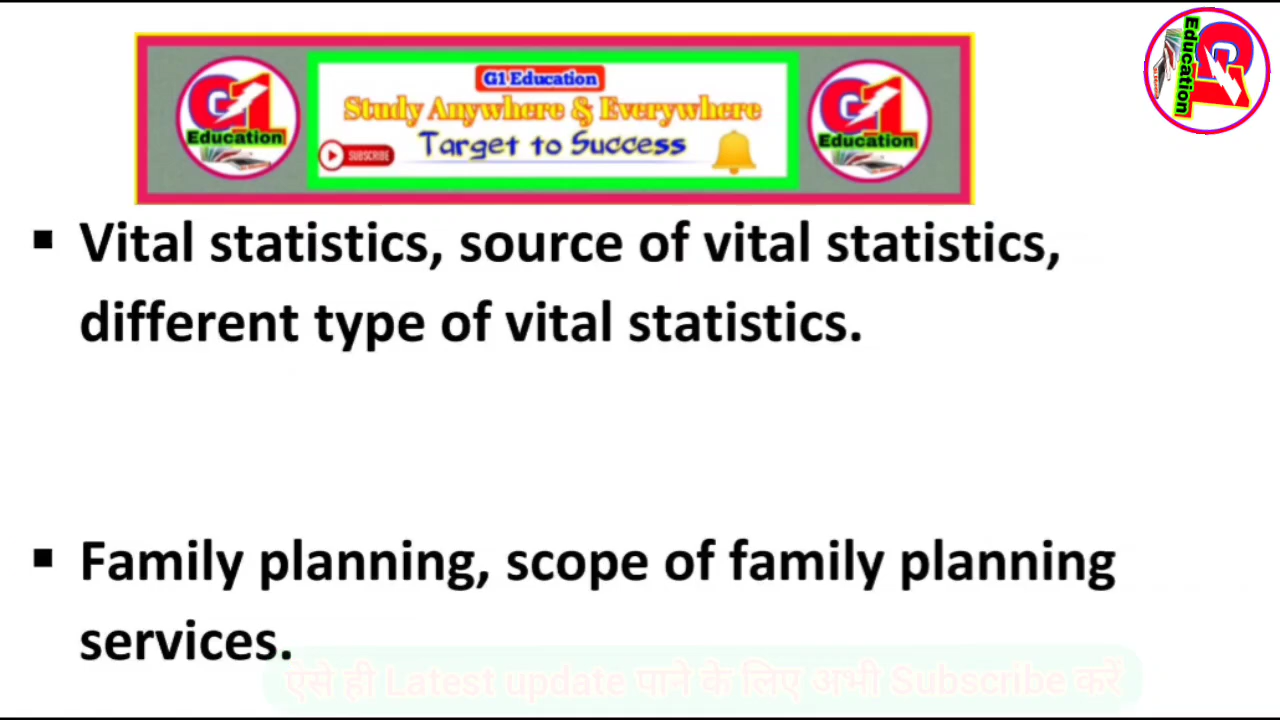 G1 Education
Study Anywhere & Everywhere
Target to Success
SUBSCRIBE
Education
Education
Education
▪ Vital statistics, source of vital statistics,
different type of vital statistics.
▪ Family planning, scope of family planning
services.
ऐसे ही Latest update पाने के लिए अभी Subscribe करें